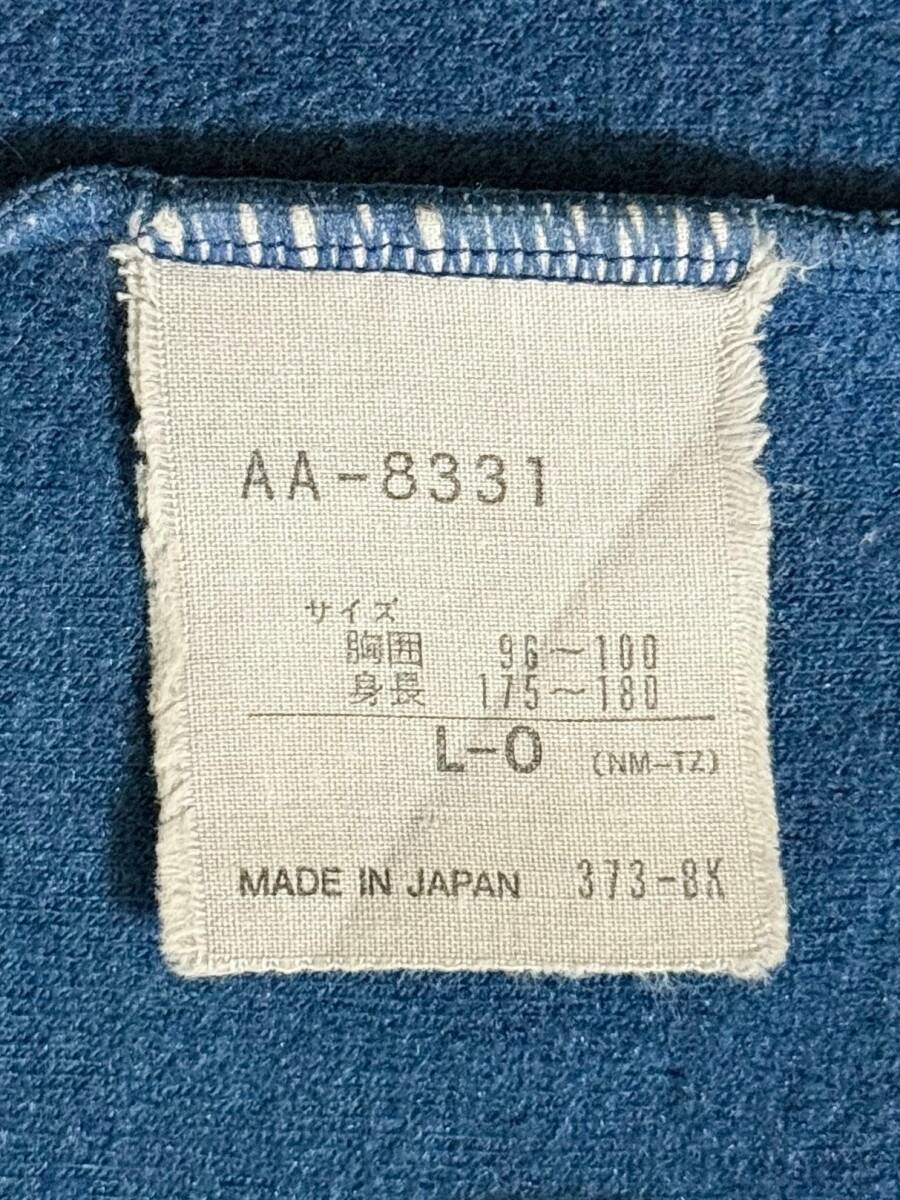 AA-8331
サイズ
胸囲 96～100
身長 175～180
L-O (NM-TZ)
MADE IN JAPAN 373-8K